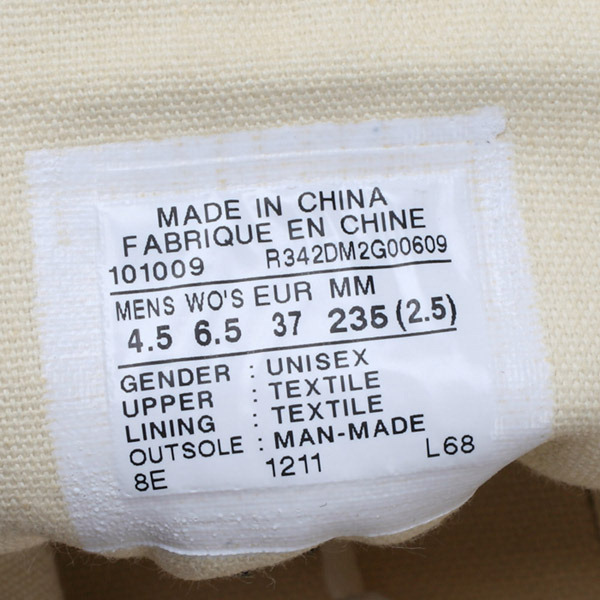 MADE IN CHINA
FABRIQUE EN CHINE
101009 R342DM2G00609
MENS WO'S EUR MM
4.5 6.5 37 235 (2.5)
GENDER : UNISEX
UPPER : TEXTILE
LINING : TEXTILE
OUTSOLE : MAN-MADE
8E 1211 L68